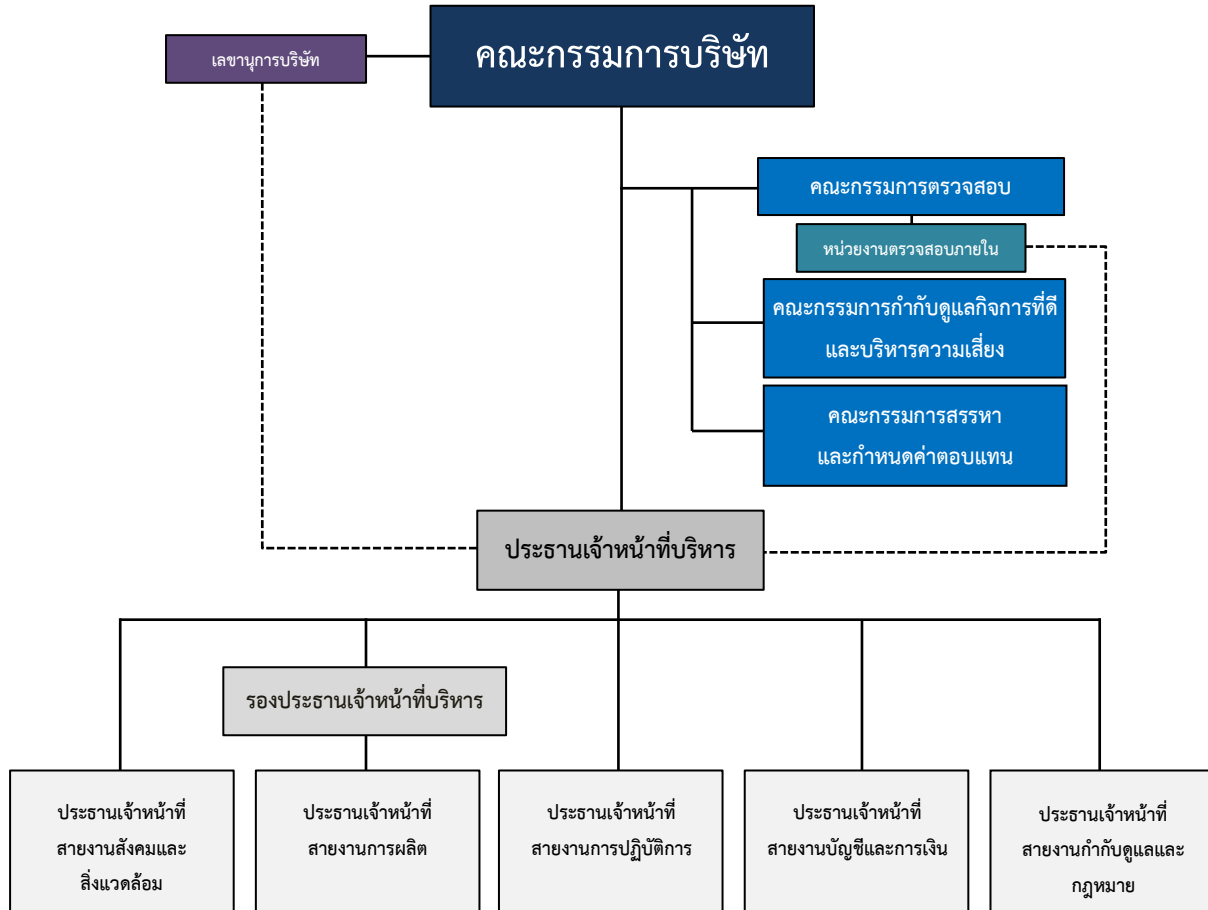 คณะกรรมการบริษัท
เลขานุการบริษัท
คณะกรรมการตรวจสอบ
หน่วยงานตรวจสอบภายใน
คณะกรรมการกำกับดูแลกิจการที่ดี
และบริหารความเสี่ยง
คณะกรรมการสรรหา
และกำหนดค่าตอบแทน
ประธานเจ้าหน้าที่บริหาร
รองประธานเจ้าหน้าที่บริหาร
ประธานเจ้าหน้าที่
สายงานสังคมและ
สิ่งแวดล้อม
ประธานเจ้าหน้าที่
สายงานการผลิต
ประธานเจ้าหน้าที่
สายงานการปฏิบัติการ
ประธานเจ้าหน้าที่
สายงานบัญชีและการเงิน
ประธานเจ้าหน้าที่
สายงานกำกับดูแลและ
กฎหมาย